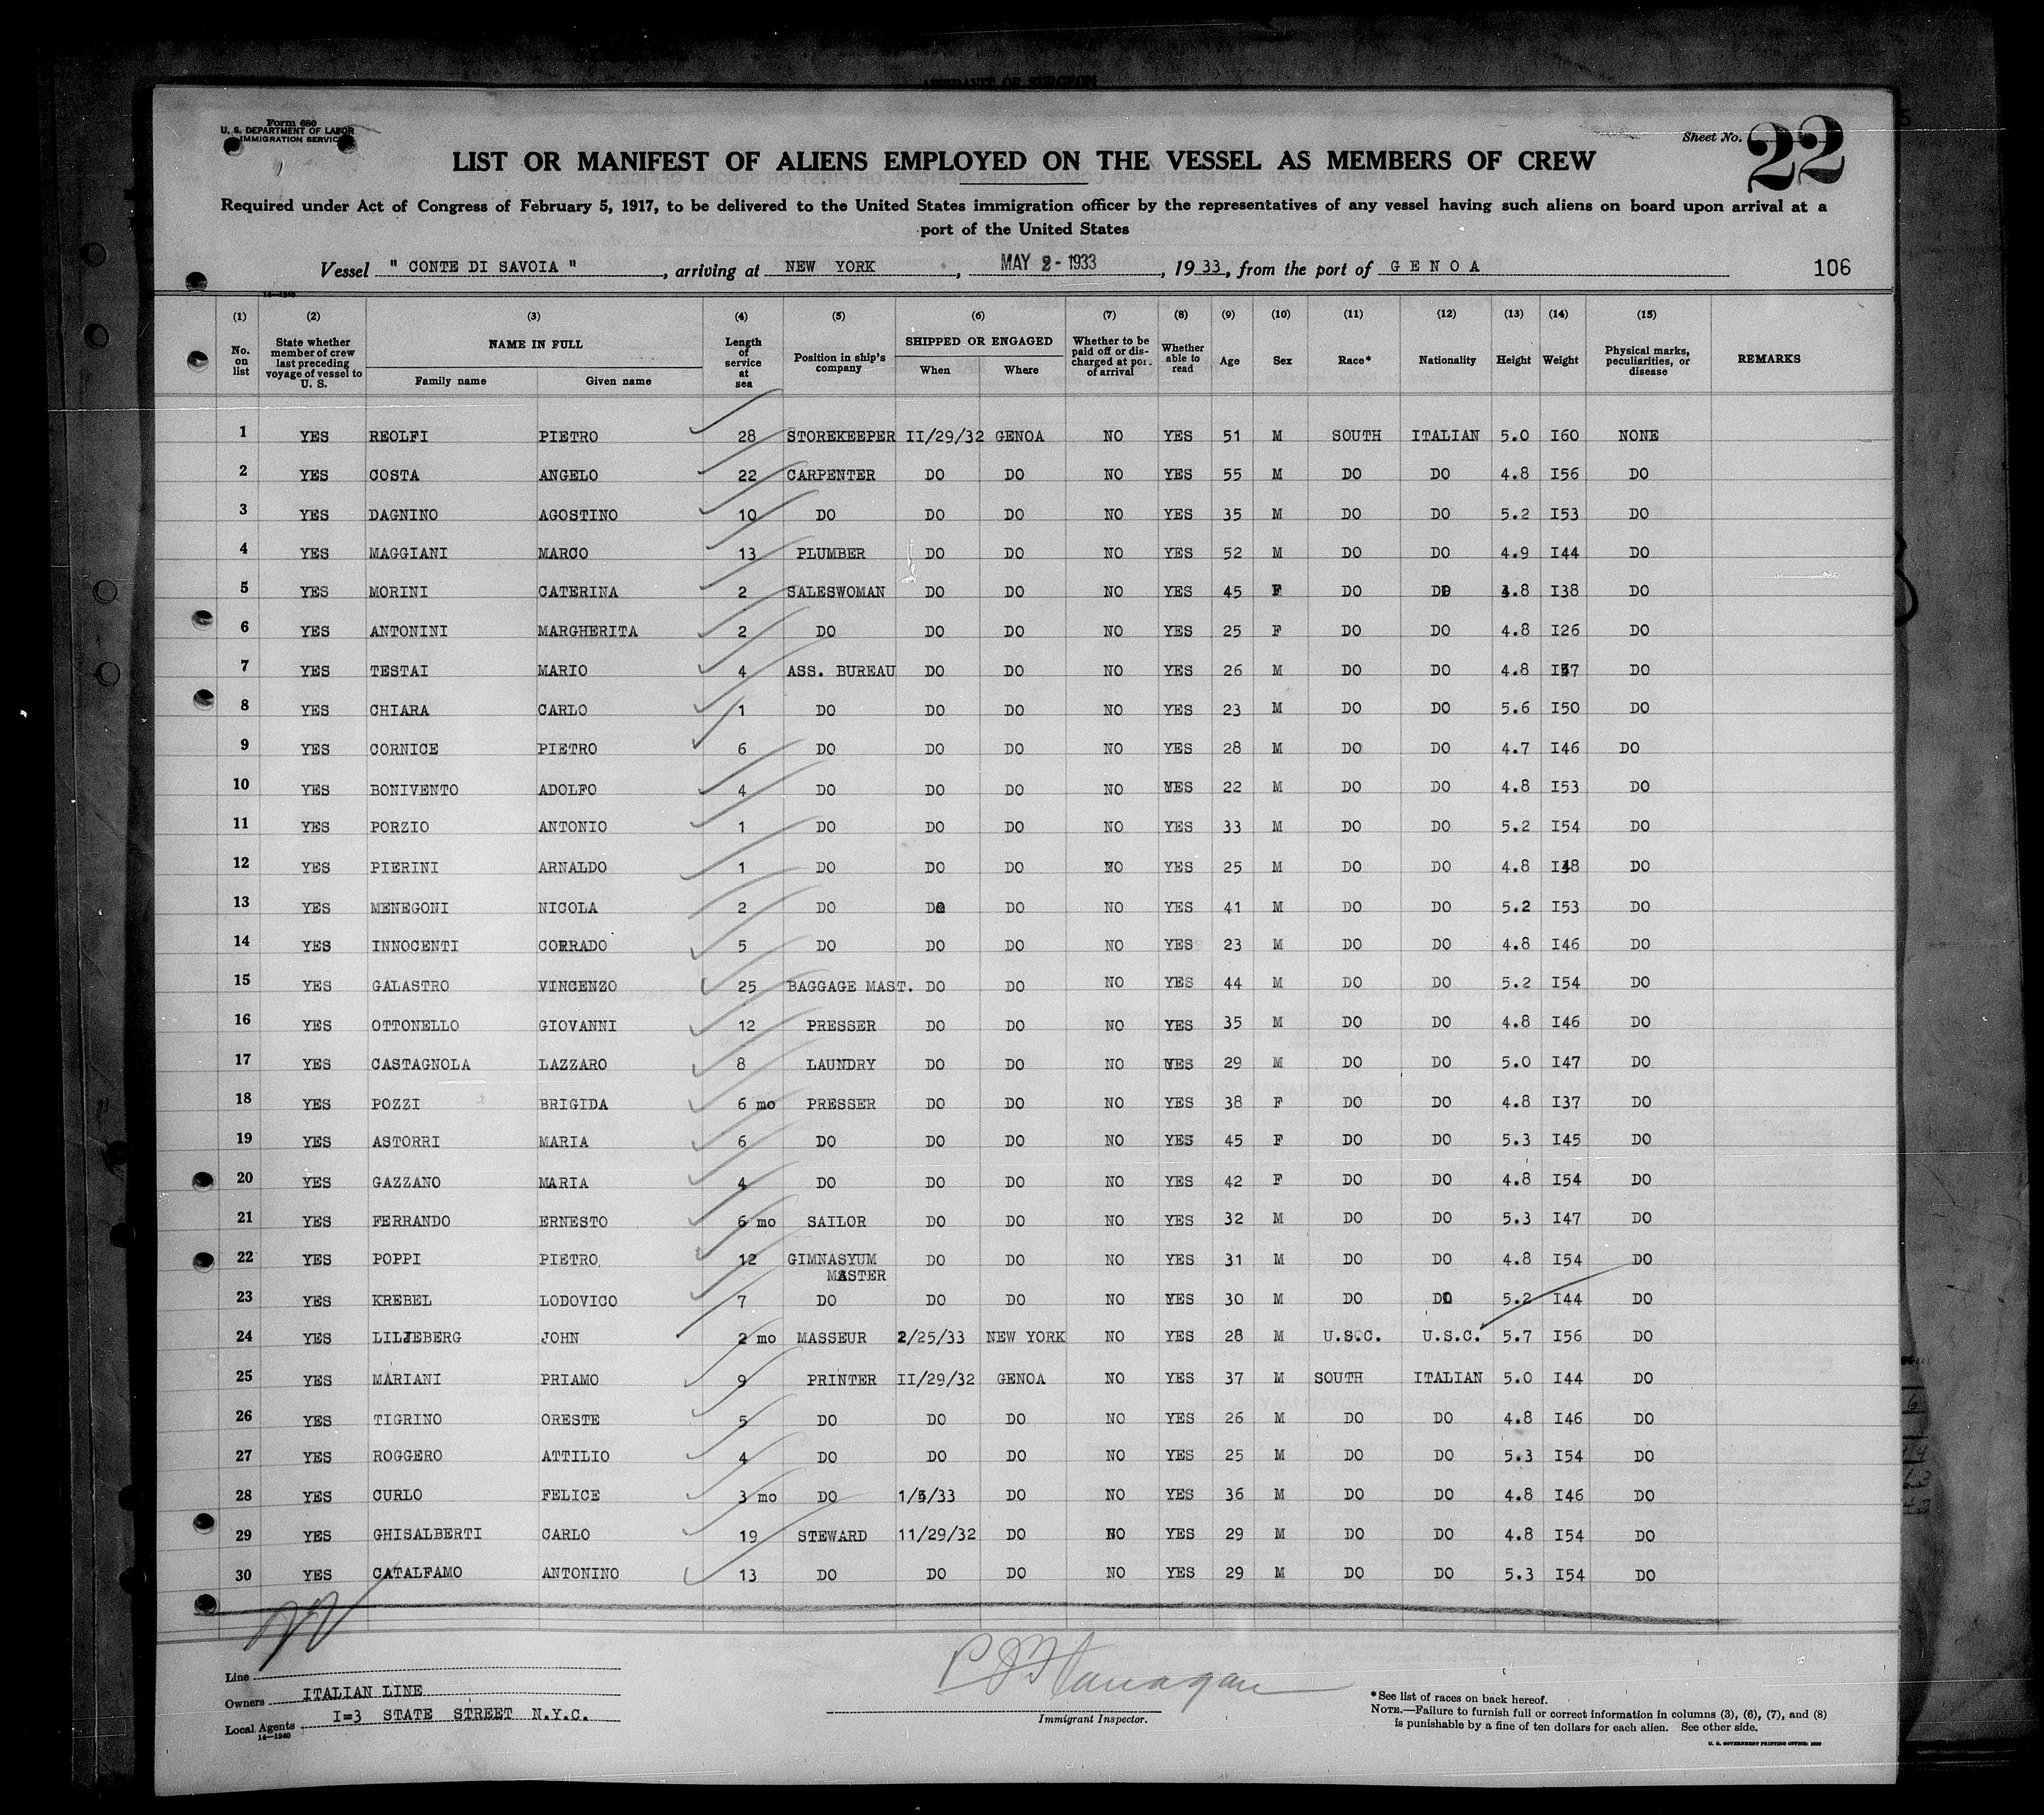 AFFIDAVIT OF SURGEON
Form 680
U. S. DEPARTMENT OF LABOR
IMMIGRATION SERVICE
Sheet No. 22
LIST OR MANIFEST OF ALIENS EMPLOYED ON THE VESSEL AS MEMBERS OF CREW
Required under Act of Congress of February 5, 1917, to be delivered to the United States immigration officer by the representatives of any vessel having such aliens on board upon arrival at a
port of the United States
Vessel " CONTE DI SAVOIA ", arriving at NEW YORK, MAY 2 - 1933, 1933, from the port of GENOA 106
14—1240
(1) (2) (3) (4) (5) (6) (7) (8) (9) (10) (11) (12) (13) (14) (15)
No. on list State whether member of crew last preceding voyage of vessel to U. S. NAME IN FULL Family name Given name Length of service at sea Position in ship's company SHIPPED OR ENGAGED When Where Whether to be paid off or discharged at port of arrival Whether able to read Age Sex Race* Nationality Height Weight Physical marks, peculiarities, or disease REMARKS
1 YES REOLFI PIETRO 28 STOREKEEPER II/29/32 GENOA NO YES 51 M SOUTH ITALIAN 5.0 I60 NONE
2 YES COSTA ANGELO 22 CARPENTER DO DO NO YES 55 M DO DO 4.8 I56 DO
3 YES DAGNINO AGOSTINO 10 DO DO DO NO YES 35 M DO DO 5.2 I53 DO
4 YES MAGGIANI MARCO 13 PLUMBER DO DO NO YES 52 M DO DO 4.9 I44 DO
5 YES MORINI CATERINA 2 SALESWOMAN DO DO NO YES 45 F DO DO 4.8 I38 DO
6 YES ANTONINI MARGHERITA 2 DO DO DO NO YES 25 F DO DO 4.8 I26 DO
7 YES TESTAI MARIO 4 ASS. BUREAU DO DO NO YES 26 M DO DO 4.8 DO
8 YES CHIARA CARLO 1 DO DO DO NO YES 23 M DO DO 5.6 I50 DO
9 YES CORNICE PIETRO 6 DO DO DO NO YES 28 M DO DO 4.7 I46 DO
10 YES BONIVENTO ADOLFO 4 DO DO DO NO YES 22 M DO DO 4.8 I53 DO
11 YES PORZIO ANTONIO 1 DO DO DO NO YES 33 M DO DO 5.2 I54 DO
12 YES PIERINI ARNALDO 1 DO DO DO NO YES 25 M DO DO 4.8 DO
13 YES MENEGONI NICOLA 2 DO DO DO NO YES 41 M DO DO 5.2 I53 DO
14 YES INNOCENTI CORRADO 5 DO DO DO NO YES 23 M DO DO 4.8 I46 DO
15 YES GALASTRO VINCENZO 25 BAGGAGE MAST. DO DO NO YES 44 M DO DO 5.2 I54 DO
16 YES OTTONELLO GIOVANNI 12 PRESSER DO DO NO YES 35 M DO DO 4.8 I46 DO
17 YES CASTAGNOLA LAZZARO 8 LAUNDRY DO DO NO YES 29 M DO DO 5.0 I47 DO
18 YES POZZI BRIGIDA 6 mo PRESSER DO DO NO YES 38 F DO DO 4.8 I37 DO
19 YES ASTORRI MARIA 6 DO DO DO NO YES 45 F DO DO 5.3 I45 DO
20 YES GAZZANO MARIA 4 DO DO DO NO YES 42 F DO DO 4.8 I54 DO
21 YES FERRANDO ERNESTO 6 mo SAILOR DO DO NO YES 32 M DO DO 5.3 I47 DO
22 YES POPPI PIETRO 12 GIMNASYUM DO DO NO YES 31 M DO DO 4.8 I54 DO
MASTER
23 YES KREBEL LODOVICO 7 DO DO DO NO YES 30 M DO DO 5.2 I44 DO
24 YES LILJEBERG JOHN 2 mo MASSEUR 2/25/33 NEW YORK NO YES 28 M U.S.C. U.S.C. 5.7 I56 DO
25 YES MARIANI PRIAMO 9 PRINTER II/29/32 GENOA NO YES 37 M SOUTH ITALIAN 5.0 I44 DO
26 YES TIGRINO ORESTE 5 DO DO DO NO YES 26 M DO DO 4.8 I46 DO
27 YES ROGGERO ATTILIO 4 DO DO DO NO YES 25 M DO DO 5.3 I54 DO
28 YES CURLO FELICE 3 mo DO 1/5/33 DO NO YES 36 M DO DO 4.8 I46 DO
29 YES GHISALBERTI CARLO 19 STEWARD 11/29/32 DO NO YES 29 M DO DO 4.8 I54 DO
30 YES CATALFAMO ANTONINO 13 DO DO DO NO YES 29 M DO DO 5.3 I54 DO
Line
Owners ITALIAN LINE
Local Agents I=3 STATE STREET N.Y.C.
14—1240
P J Flanagan
Immigrant Inspector.
*See list of races on back hereof.
NOTE.—Failure to furnish full or correct information in columns (3), (6), (7), and (8)
is punishable by a fine of ten dollars for each alien. See other side.
U. S. GOVERNMENT PRINTING OFFICE: 1930